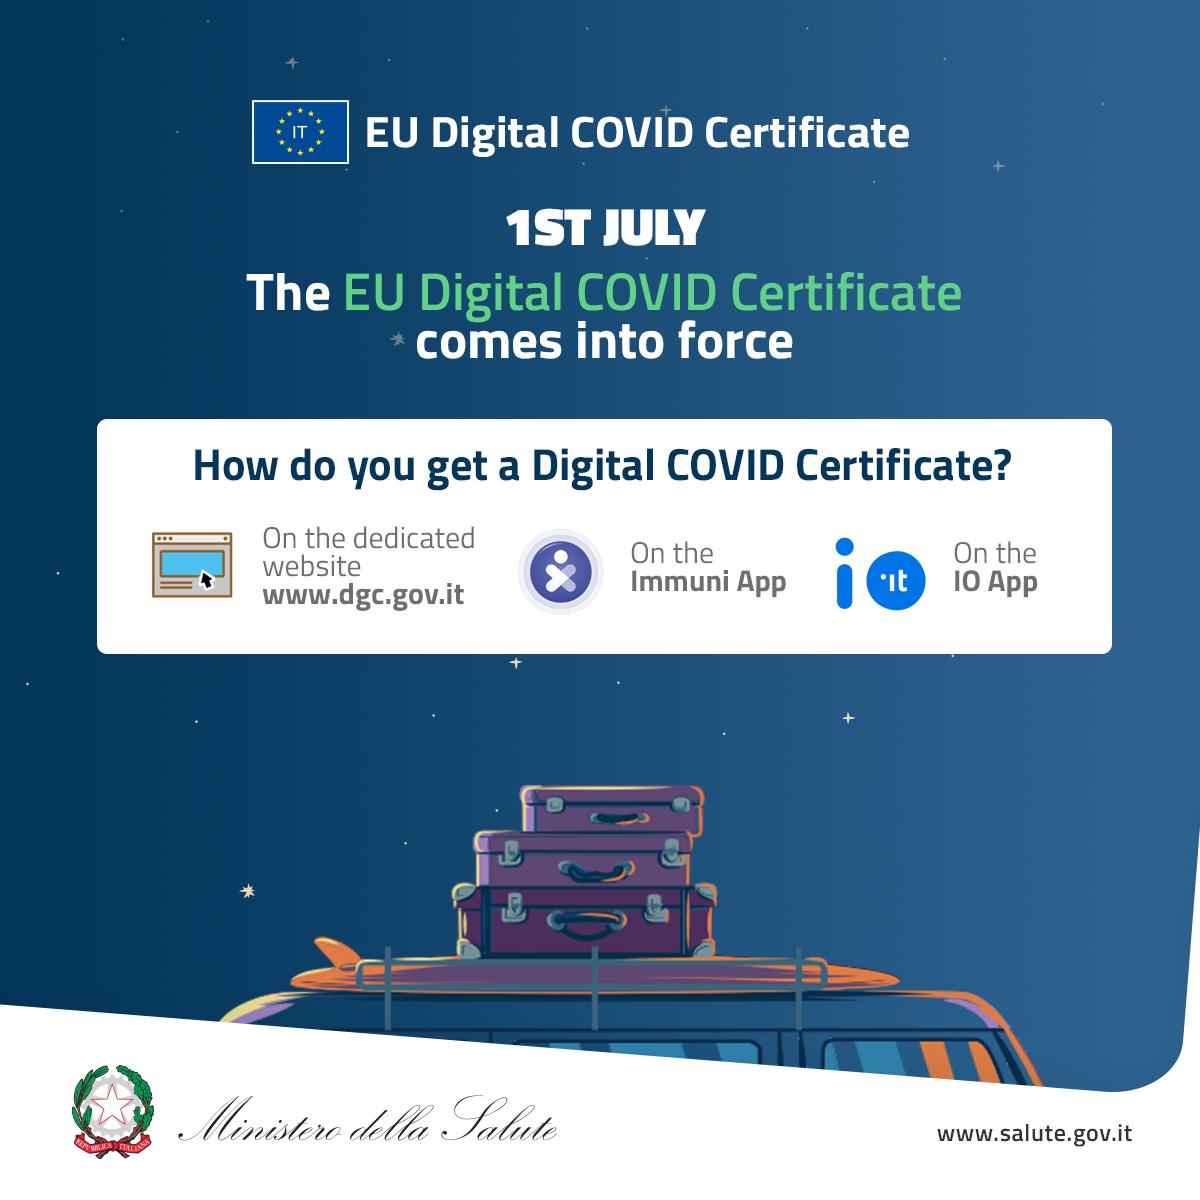 IT
EU Digital COVID Certificate
1ST JULY
The EU Digital COVID Certificate
comes into force
How do you get a Digital COVID Certificate?
On the dedicated
website
www.dgc.gov.it
On the
Immuni App
io .it
On the
IO App
REPVBBLICA ITALIANA
Ministero della Salute
www.salute.gov.it